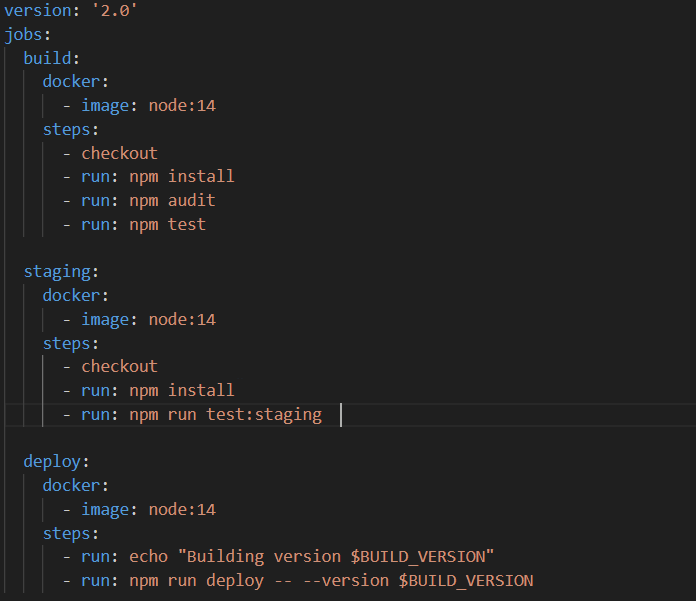 version: '2.0'
jobs:
  build:
    docker:
      - image: node:14
    steps:
      - checkout
      - run: npm install
      - run: npm audit
      - run: npm test

  staging:
    docker:
      - image: node:14
    steps:
      - checkout
      - run: npm install
      - run: npm run test:staging

  deploy:
    docker:
      - image: node:14
    steps:
      - run: echo "Building version $BUILD_VERSION"
      - run: npm run deploy -- --version $BUILD_VERSION